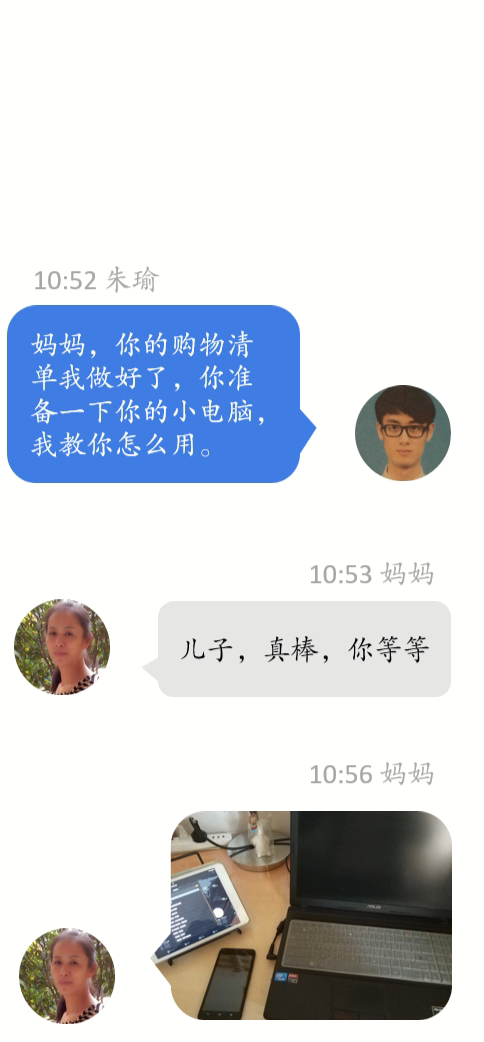 10:52 朱瑜
妈妈，你的购物清
单我做好了，你准
备一下你的小电脑，
我教你怎么用。
10:53 妈妈
儿子，真棒，你等等
10:56 妈妈
ASUS